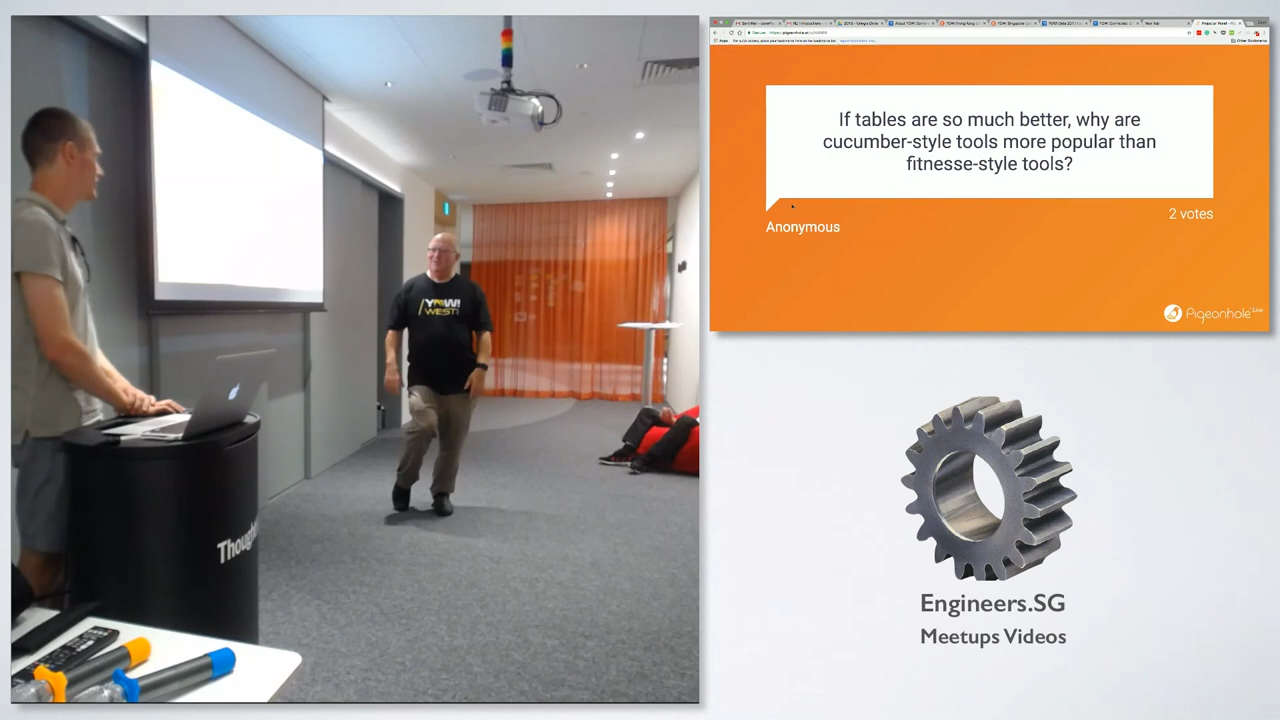 If tables are so much better, why are
cucumber-style tools more popular than
fitnesse-style tools?
2 votes
Anonymous
Pigeonhole Live
YOW!
WEST!
Though
Engineers.SG
Meetups Videos